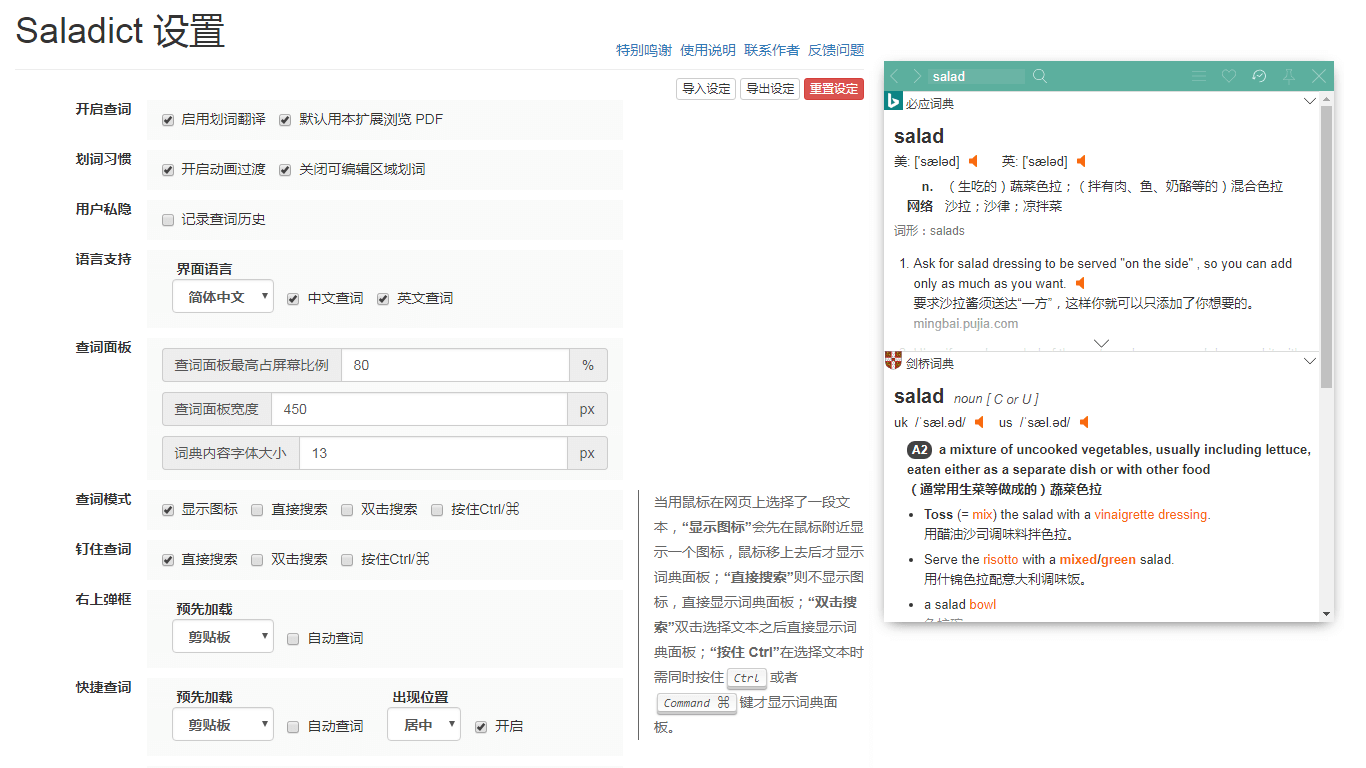 Saladict 设置
特别鸣谢 使用说明 联系作者 反馈问题
导入设定 导出设定 重置设定
开启查词
启用划词翻译 默认用本扩展浏览 PDF
划词习惯
开启动画过渡 关闭可编辑区域划词
用户私隐
记录查词历史
语言支持
界面语言
简体中文 中文查词 英文查词
查词面板
查词面板最高占屏幕比例 80 %
查词面板宽度 450 px
词典内容字体大小 13 px
查词模式
显示图标 直接搜索 双击搜索 按住Ctrl/⌘
钉住查词
直接搜索 双击搜索 按住Ctrl/⌘
右上弹框
预先加载
剪贴板 自动查词
快捷查词
预先加载 出现位置
剪贴板 自动查词 居中 开启
当用鼠标在网页上选择了一段文
本，“显示图标”会先在鼠标附近显
示一个图标，鼠标移上去后才显示
词典面板；“直接搜索”则不显示图
标，直接显示词典面板；“双击搜
索”双击选择文本之后直接显示词
典面板；“按住 Ctrl”在选择文本时
需同时按住 Ctrl 或者
Command ⌘ 键才显示词典面
板。
salad
必应词典
salad
美: ['sæləd] 英: ['sæləd]
n. （生吃的）蔬菜色拉；（拌有肉、鱼、奶酪等的）混合色拉
网络 沙拉；沙律；凉拌菜
词形：salads
1. Ask for salad dressing to be served "on the side" , so you can add
only as much as you want.
要求沙拉酱须送达“一方”，这样你就可以只添加了你想要的。
mingbai.pujia.com
剑桥词典
salad noun [ C or U ]
uk /ˈsæl.əd/ us /ˈsæl.əd/
A2 a mixture of uncooked vegetables, usually including lettuce,
eaten either as a separate dish or with other food
（通常用生菜等做成的）蔬菜色拉
• Toss (= mix) the salad with a vinaigrette dressing.
用醋油沙司调味料拌色拉。
• Serve the risotto with a mixed/green salad.
用什锦色拉配意大利调味饭。
• a salad bowl